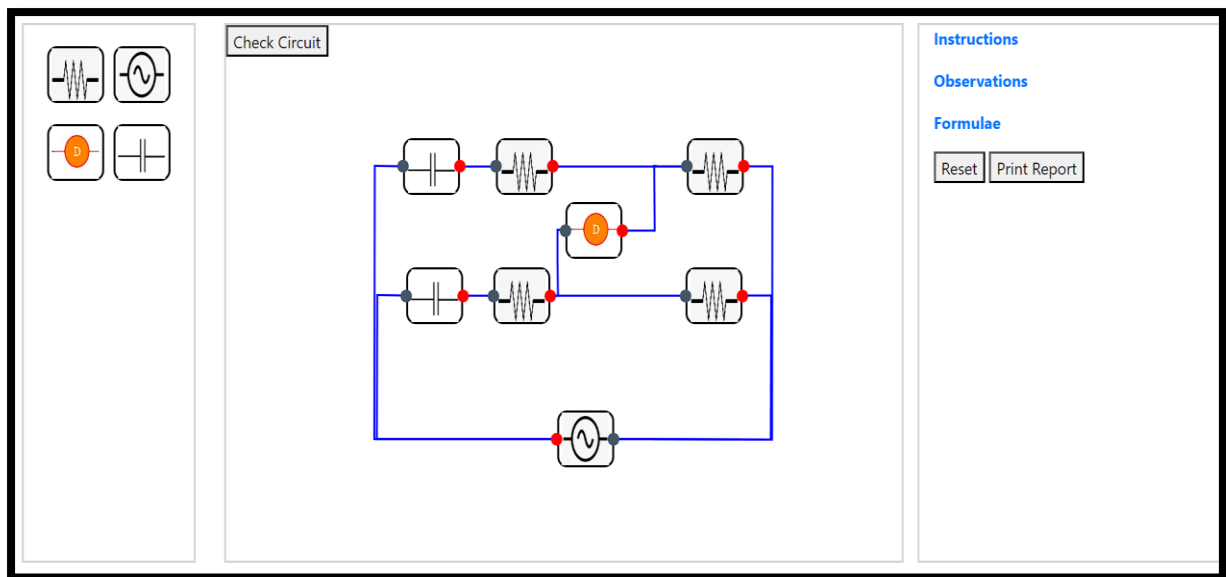 Check Circuit
D
D
Instructions
Observations
Formulae
Reset Print Report